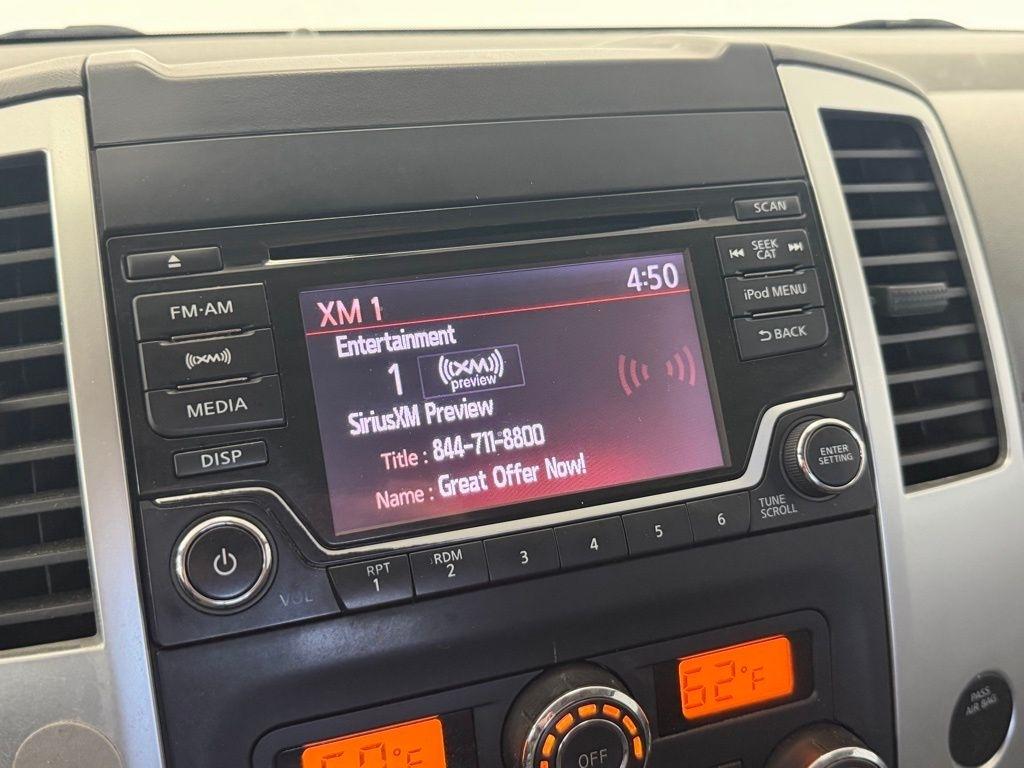 SCAN
SEEK
CAT
iPod MENU
BACK
FM·AM
((XM))
MEDIA
DISP
XM 1
4:50
Entertainment
1
((XM))
preview
SiriusXM Preview
Title : 844-711-8800
Name : Great Offer Now!
ENTER
SETTING
TUNE
SCROLL
VOL
RPT
1
RDM
2
3
4
5
6
62°F
°F
OFF
PASS
AIR BAG